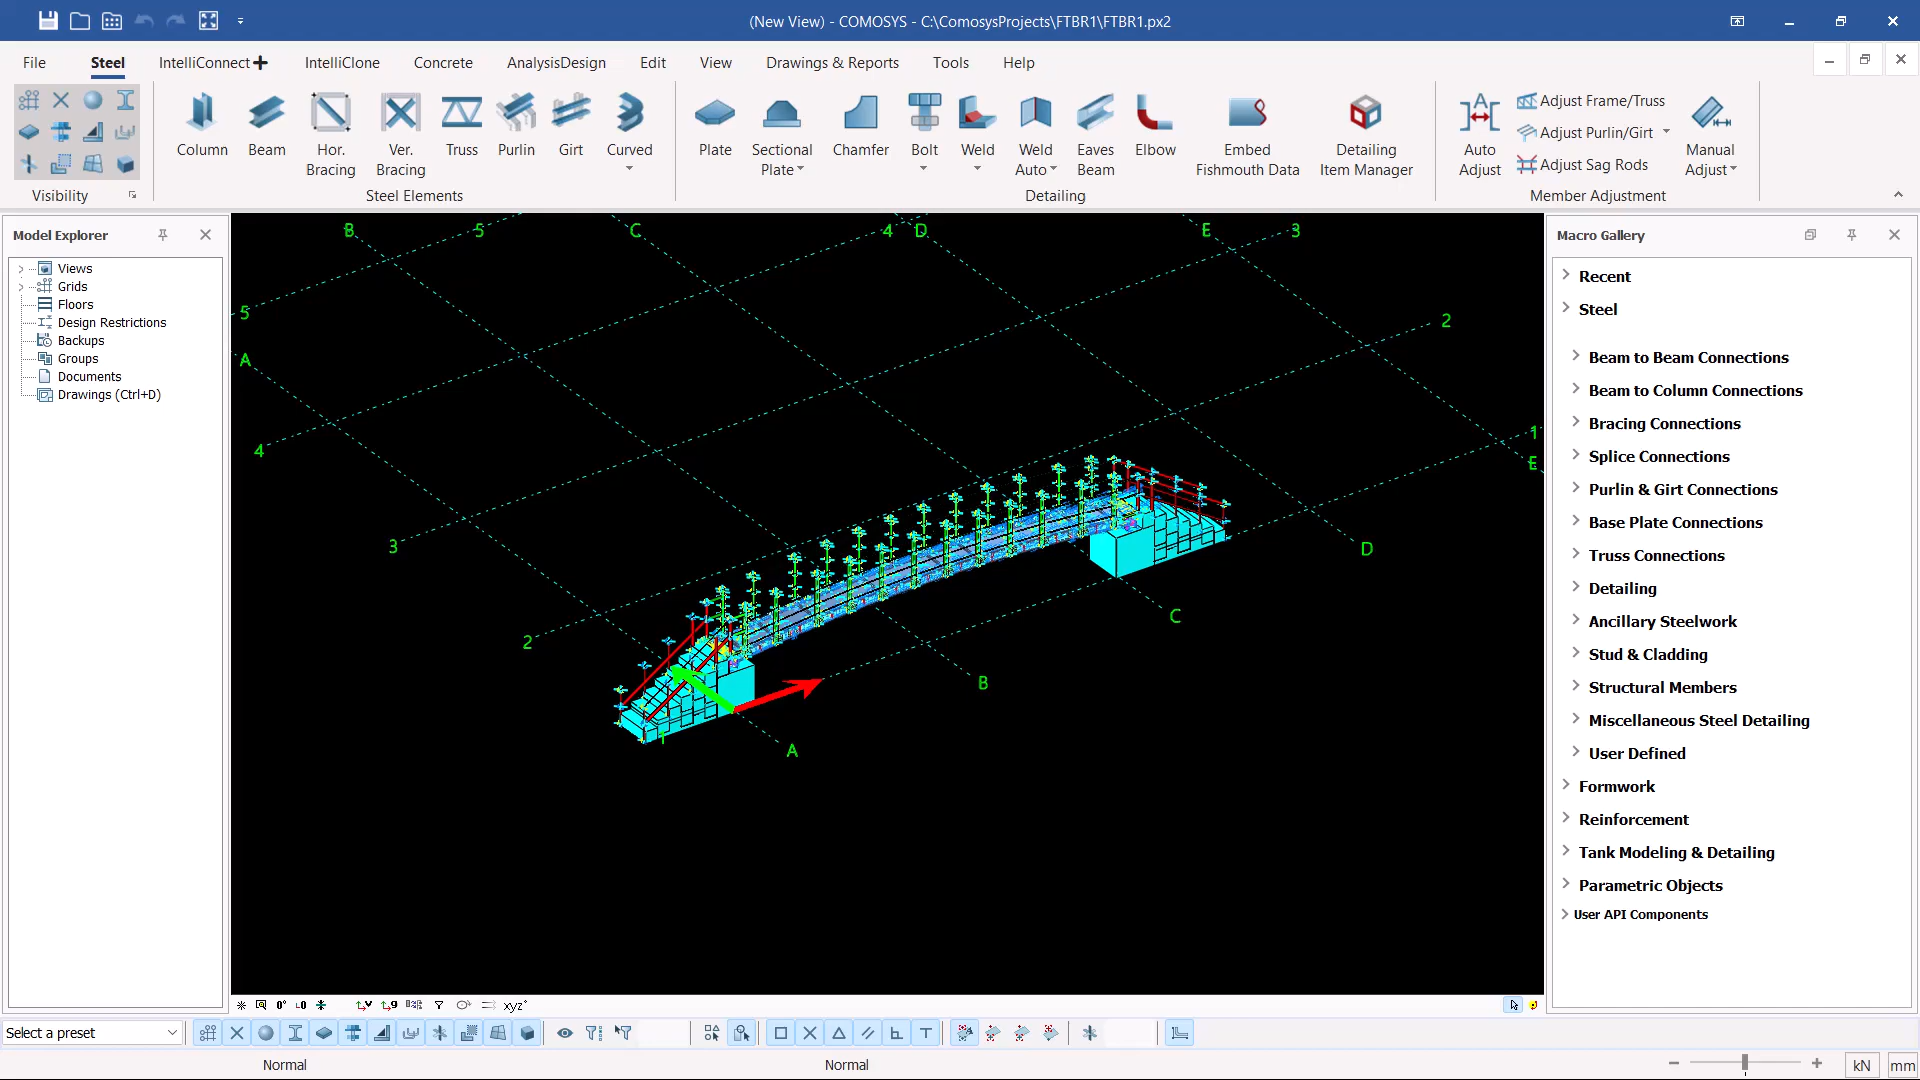 (New View) - COMOSYS - C:\ComosysProjects\FTBR1\FTBR1.px2
File Steel IntelliConnect IntelliClone Concrete AnalysisDesign Edit View Drawings & Reports Tools Help
Column Beam Hor. Bracing Ver. Bracing Truss Purlin Girt Curved
Plate Sectional Plate Chamfer Bolt Weld Weld Auto Eaves Beam Elbow Embed Fishmouth Data Detailing Item Manager
Auto Adjust
Adjust Frame/Truss
Adjust Purlin/Girt
Adjust Sag Rods
Manual Adjust
Visibility Steel Elements Detailing Member Adjustment
Model Explorer
Views
Grids
Floors
Design Restrictions
Backups
Groups
Documents
Drawings (Ctrl+D)
B 5 C 4 D E 3
5
2
A
1
4
E
3
D
C
2
B
1
A
Macro Gallery
Recent
Steel
Beam to Beam Connections
Beam to Column Connections
Bracing Connections
Splice Connections
Purlin & Girt Connections
Base Plate Connections
Truss Connections
Detailing
Ancillary Steelwork
Stud & Cladding
Structural Members
Miscellaneous Steel Detailing
User Defined
Formwork
Reinforcement
Tank Modeling & Detailing
Parametric Objects
User API Components
xyz
Select a preset
Normal Normal kN mm